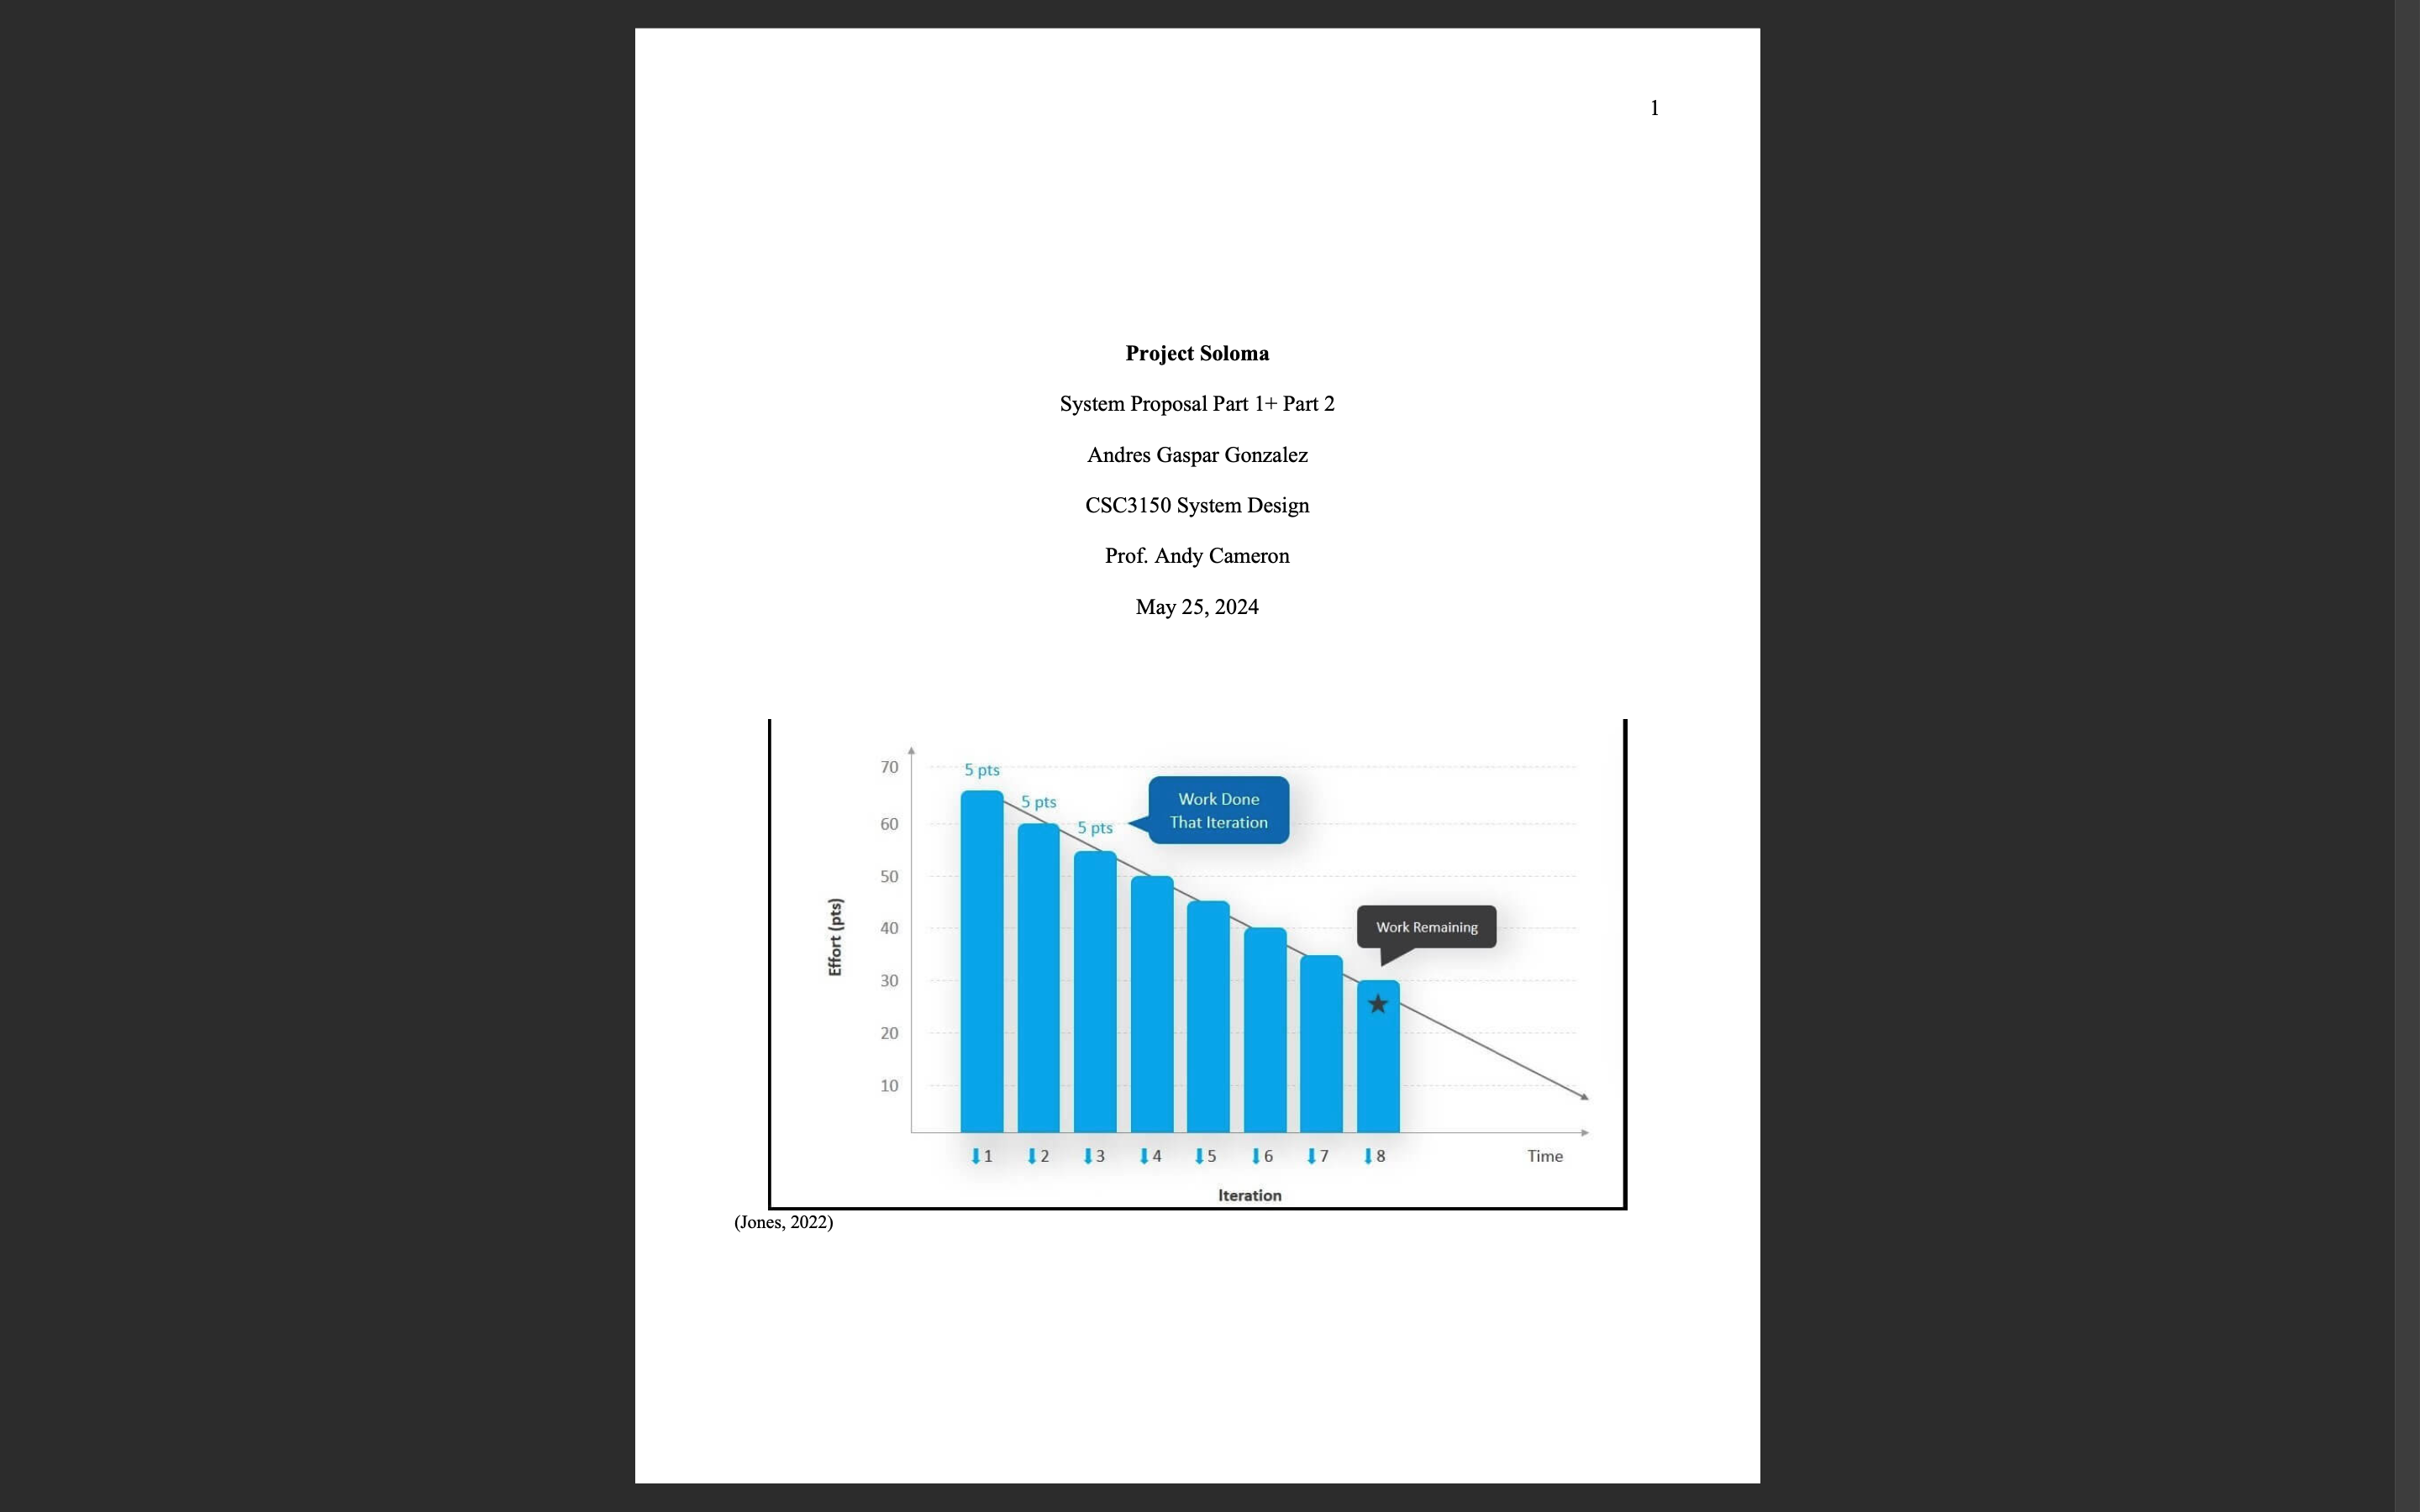 1
Project Soloma
System Proposal Part 1+ Part 2
Andres Gaspar Gonzalez
CSC3150 System Design
Prof. Andy Cameron
May 25, 2024
70
60
50
40
30
20
10
Effort (pts)
5 pts
5 pts
5 pts
Work Done
That Iteration
Work Remaining
1 2 3 4 5 6 7 8 Time
Iteration
(Jones, 2022)